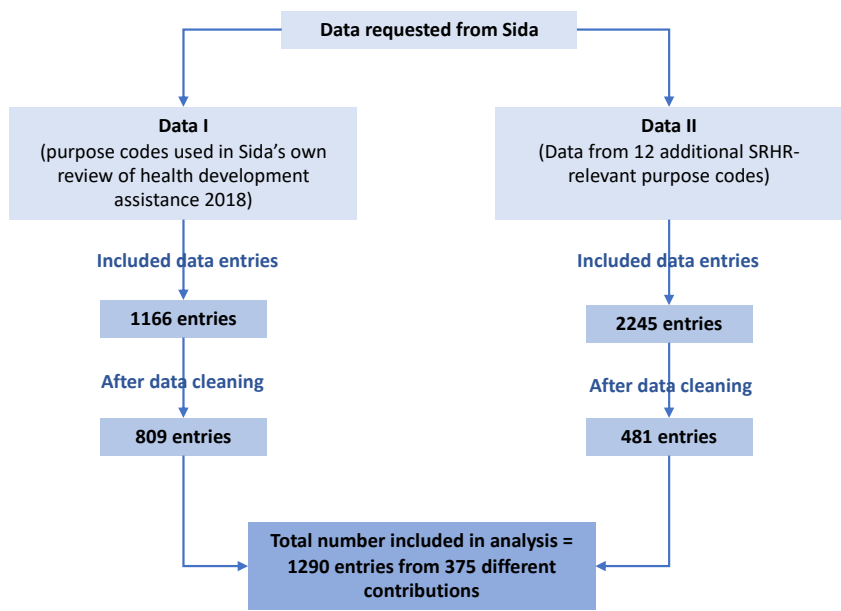 Data requested from Sida
Data I
(purpose codes used in Sida's own
review of health development
assistance 2018)
Included data entries
1166 entries
After data cleaning
809 entries
Data II
(Data from 12 additional SRHR-
relevant purpose codes)
Included data entries
2245 entries
After data cleaning
481 entries
Total number included in analysis =
1290 entries from 375 different
contributions